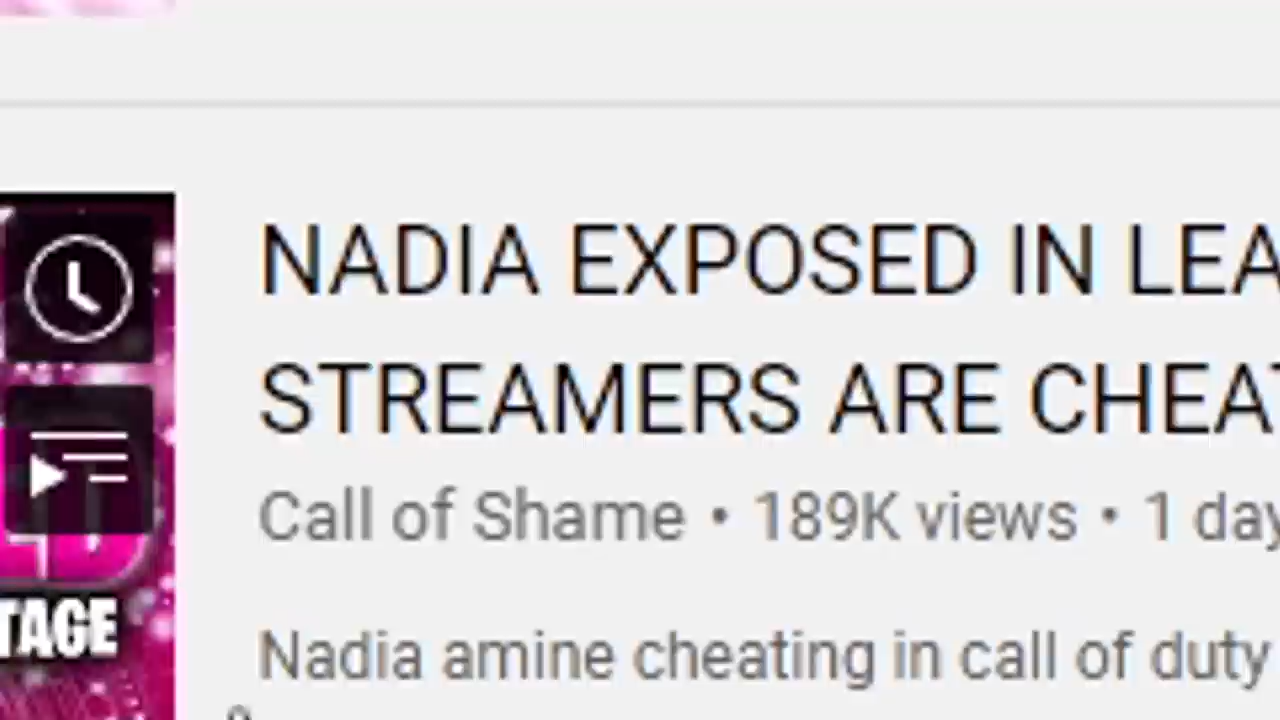 NADIA EXPOSED IN LEA
STREAMERS ARE CHEAT
Call of Shame • 189K views • 1 day
TAGE
Nadia amine cheating in call of duty